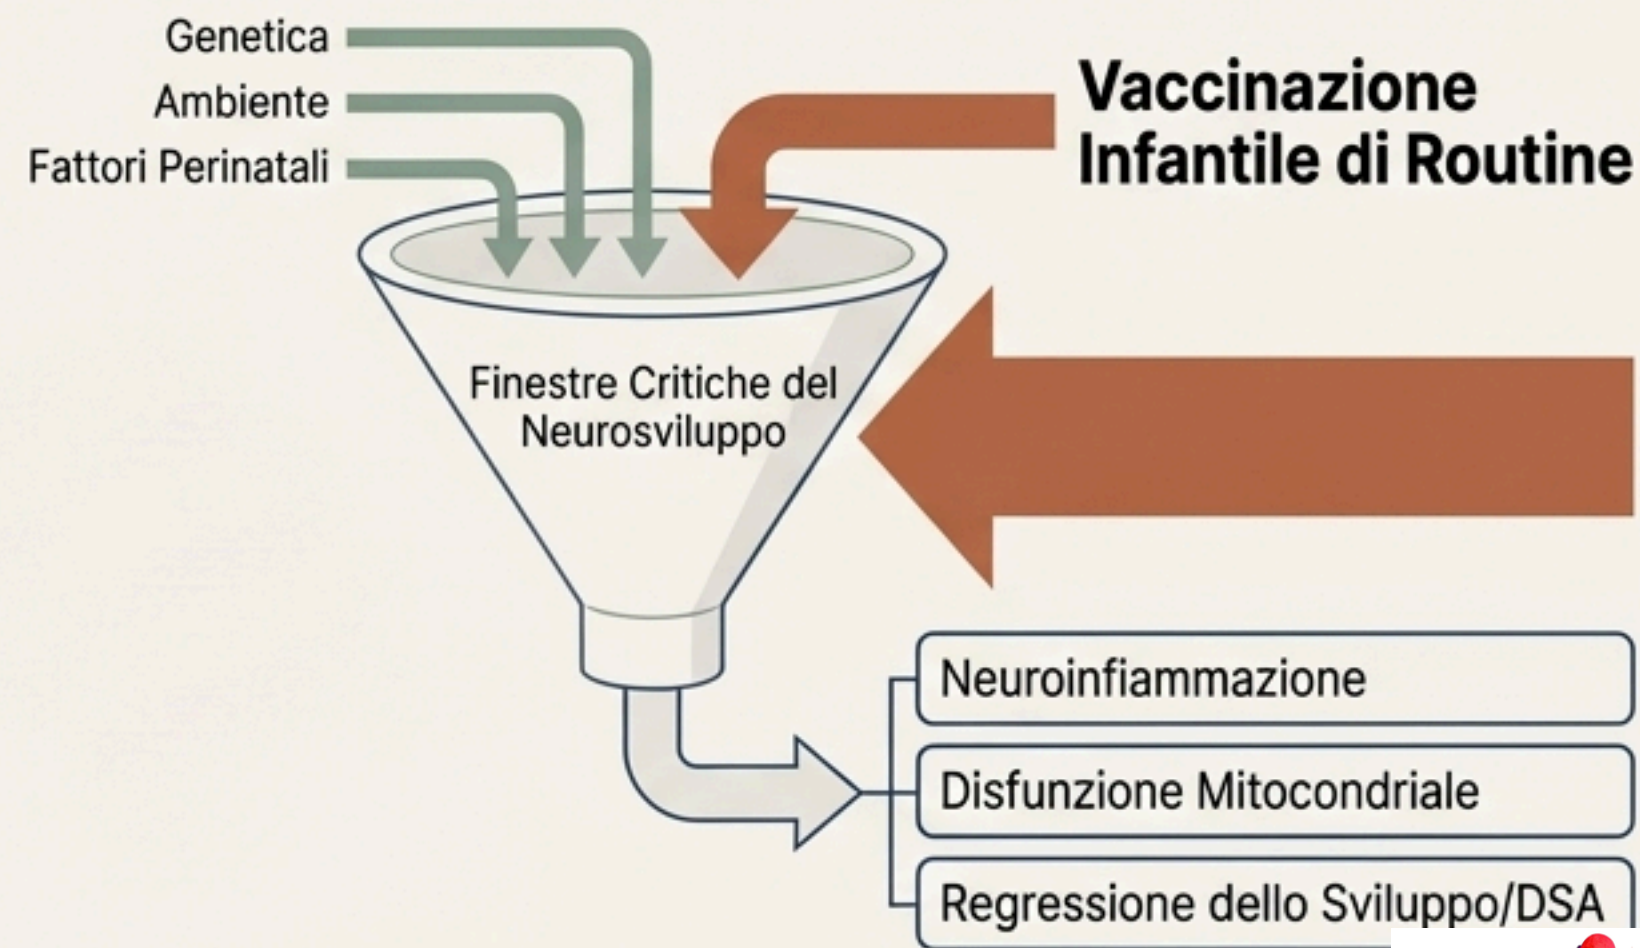 Genetica
Ambiente
Fattori Perinatali
Vaccinazione
Infantile di Routine
Finestre Critiche del
Neurosviluppo
Neuroinfiammazione
Disfunzione Mitocondriale
Regressione dello Sviluppo/DSA